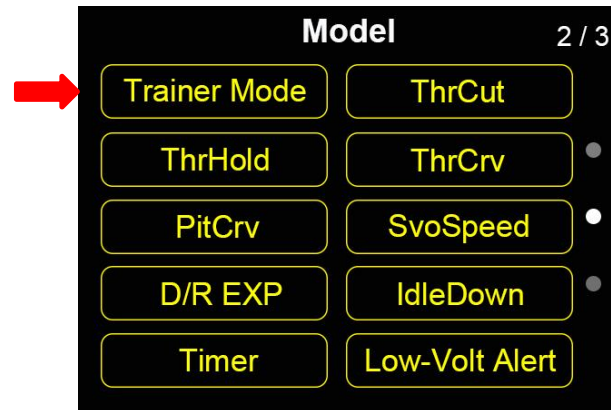 Model 2 / 3
Trainer Mode ThrCut
ThrHold ThrCrv
PitCrv SvoSpeed
D/R EXP IdleDown
Timer Low-Volt Alert